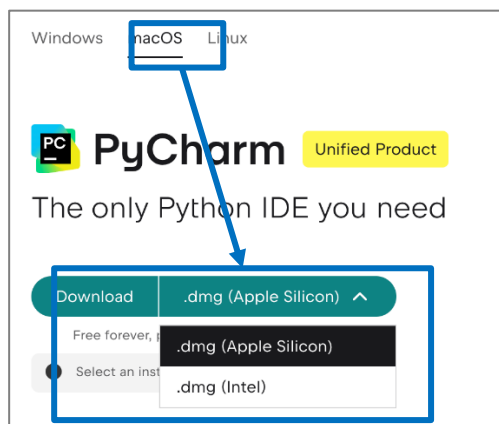 Windows macOS Linux
PC
PyCharm Unified Product
The only Python IDE you need
Download .dmg (Apple Silicon)
Free forever,
.dmg (Apple Silicon)
Select an
.dmg (Intel)